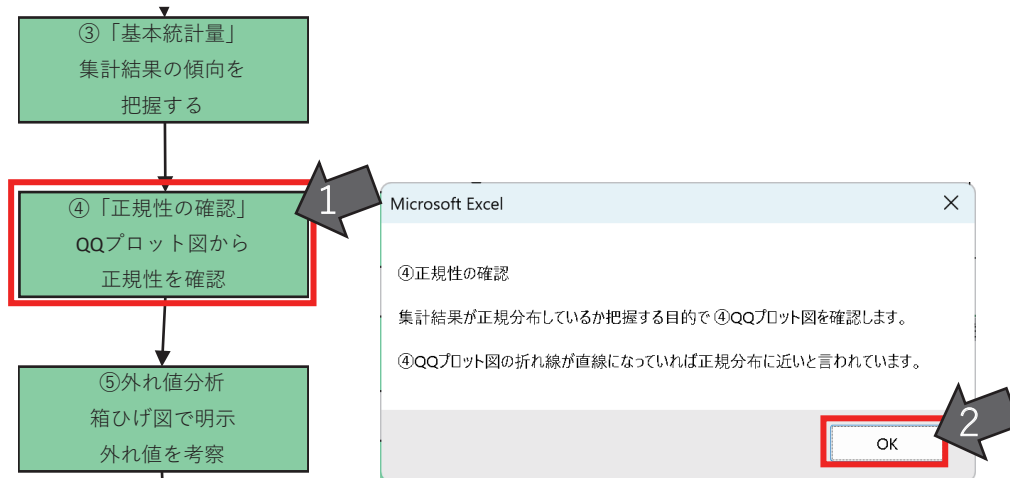 ③「基本統計量」
集計結果の傾向を
把握する
④「正規性の確認」
QQプロット図から
正規性を確認
1
⑤外れ値分析
箱ひげ図で明示
外れ値を考察
Microsoft Excel
④正規性の確認
集計結果が正規分布しているか把握する目的で④QQプロット図を確認します。
④QQプロット図の折れ線が直線になっていれば正規分布に近いと言われています。
OK
2